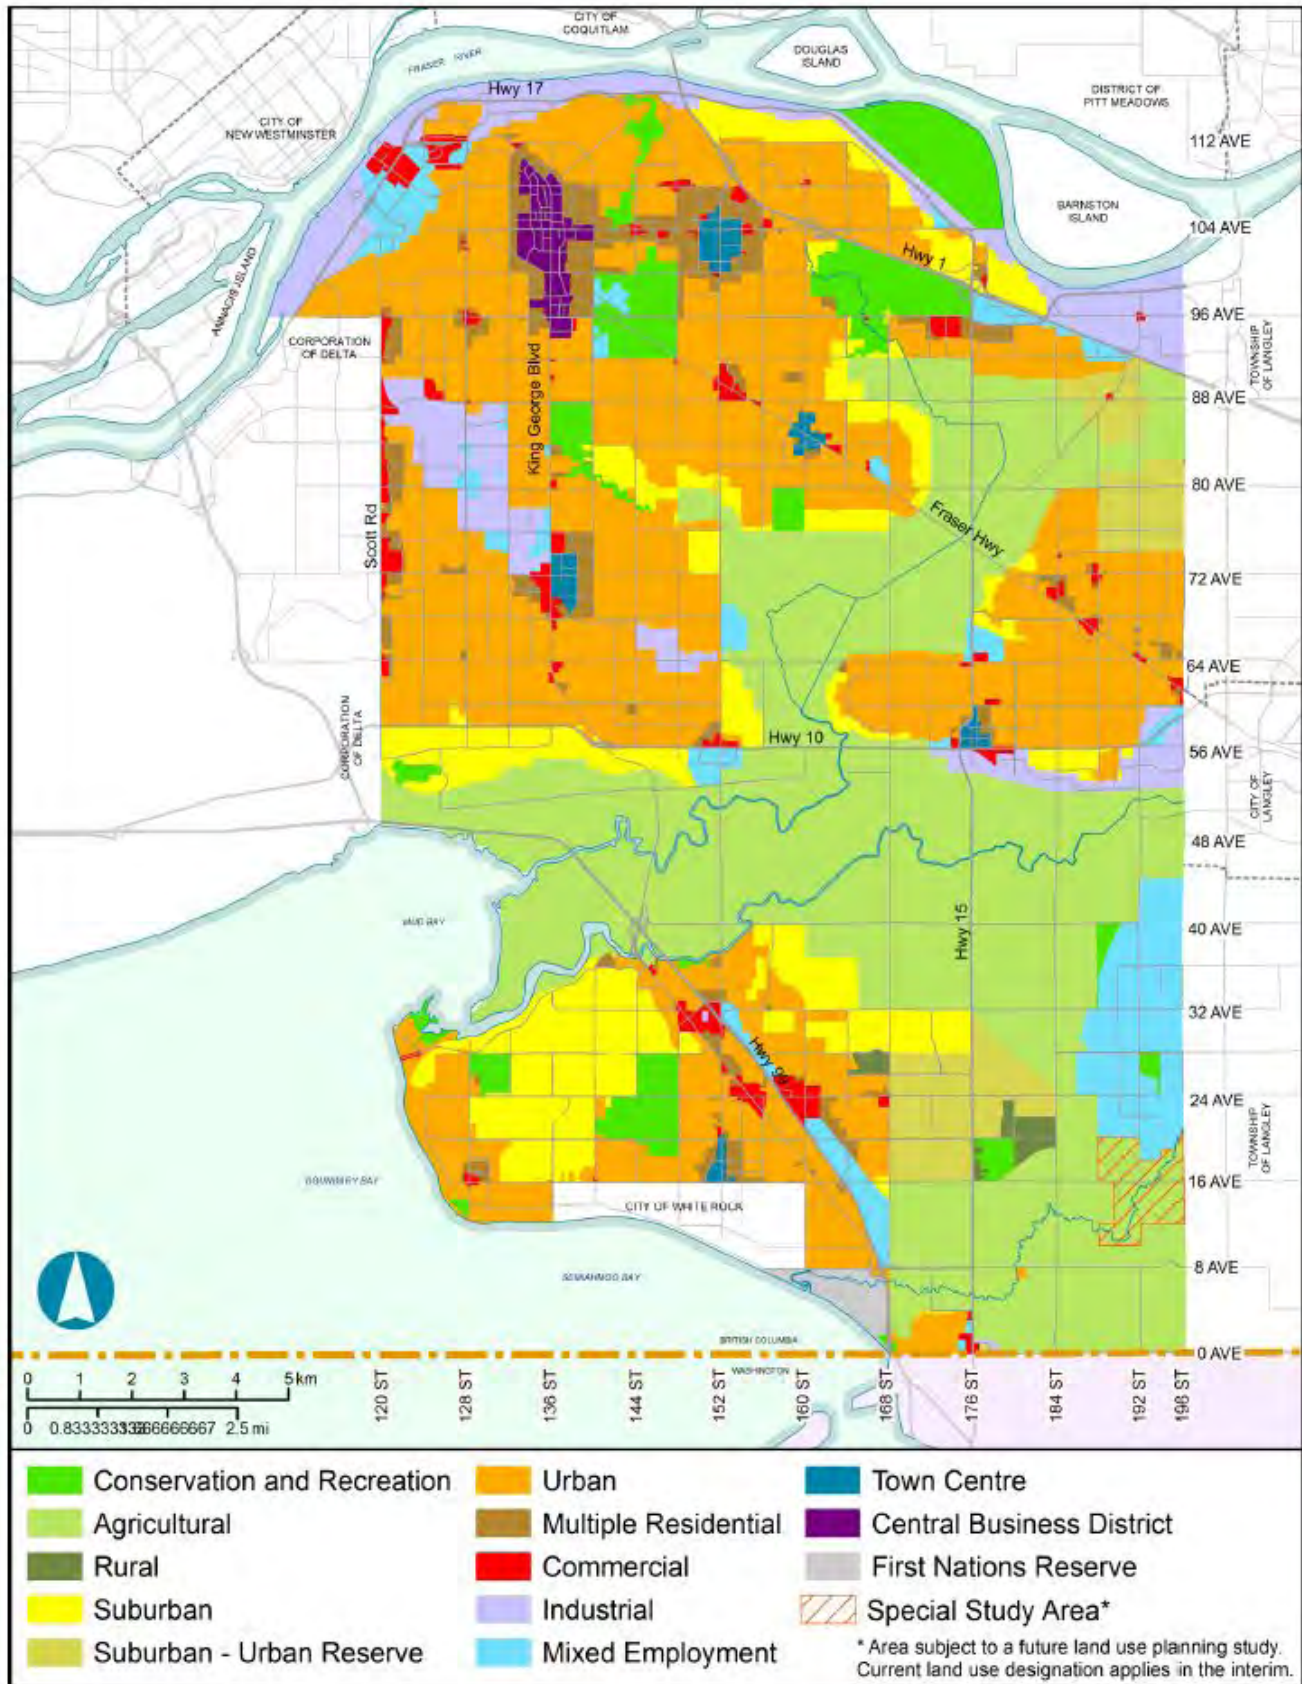 CITY OF
COQUITLAM
FRASER RIVER
DOUGLAS
ISLAND
Hwy 17
DISTRICT OF
PITT MEADOWS
CITY OF
NEW WESTMINSTER
112 AVE
BARNSTON
ISLAND
104 AVE
Hwy 1
ANNACIS ISLAND
96 AVE
CORPORATION
OF DELTA
TOWNSHIP
OF LANGLEY
King George Blvd
88 AVE
80 AVE
Scott Rd
Fraser Hwy
72 AVE
64 AVE
CORPORATION
OF DELTA
Hwy 10
56 AVE
CITY OF
LANGLEY
48 AVE
MUD BAY
Hwy 15
40 AVE
32 AVE
Hwy 99
24 AVE
TOWNSHIP
OF LANGLEY
BOUNDARY BAY
16 AVE
CITY OF WHITE ROCK
8 AVE
SEMIAHMOO BAY
BRITISH COLUMBIA
0 AVE
WASHINGTON
0 1 2 3 4 5 km
0 2.5 mi
120 ST
128 ST
136 ST
144 ST
152 ST
160 ST
168 ST
176 ST
184 ST
192 ST
196 ST
Conservation and Recreation
Urban
Town Centre
Agricultural
Multiple Residential
Central Business District
Rural
Commercial
First Nations Reserve
Suburban
Industrial
Special Study Area*
Suburban - Urban Reserve
Mixed Employment
* Area subject to a future land use planning study.
Current land use designation applies in the interim.